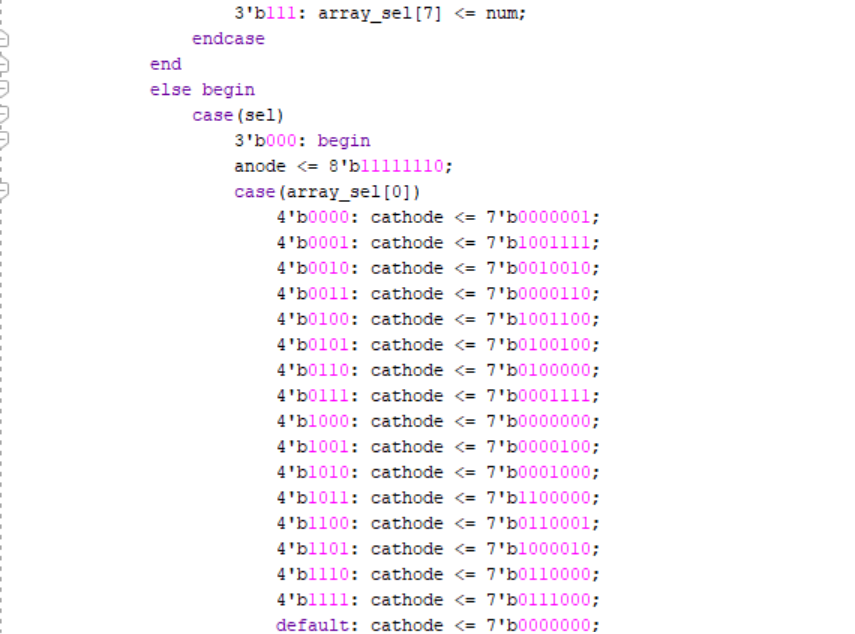 3'b111: array_sel[7] <= num;
endcase
end
else begin
case(sel)
3'b000: begin
anode <= 8'b11111110;
case(array_sel[0])
4'b0000: cathode <= 7'b0000001;
4'b0001: cathode <= 7'b1001111;
4'b0010: cathode <= 7'b0010010;
4'b0011: cathode <= 7'b0000110;
4'b0100: cathode <= 7'b1001100;
4'b0101: cathode <= 7'b0100100;
4'b0110: cathode <= 7'b0100000;
4'b0111: cathode <= 7'b0001111;
4'b1000: cathode <= 7'b0000000;
4'b1001: cathode <= 7'b0000100;
4'b1010: cathode <= 7'b0001000;
4'b1011: cathode <= 7'b1100000;
4'b1100: cathode <= 7'b0110001;
4'b1101: cathode <= 7'b1000010;
4'b1110: cathode <= 7'b0110000;
4'b1111: cathode <= 7'b0111000;
default: cathode <= 7'b0000000;